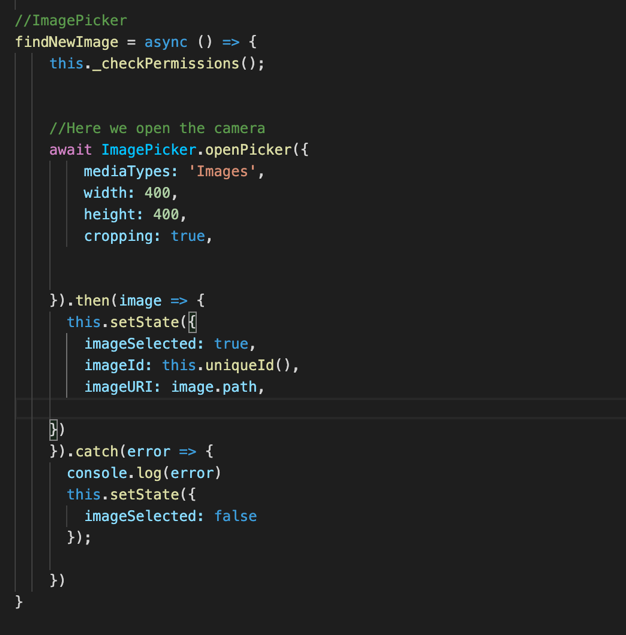 //ImagePicker
findNewImage = async () => {
this._checkPermissions();
//Here we open the camera
await ImagePicker.openPicker({
mediaTypes: 'Images',
width: 400,
height: 400,
cropping: true,
}).then(image => {
this.setState({
imageSelected: true,
imageId: this.uniqueId(),
imageURI: image.path,
})
}).catch(error => {
console.log(error)
this.setState({
imageSelected: false
});
})
}